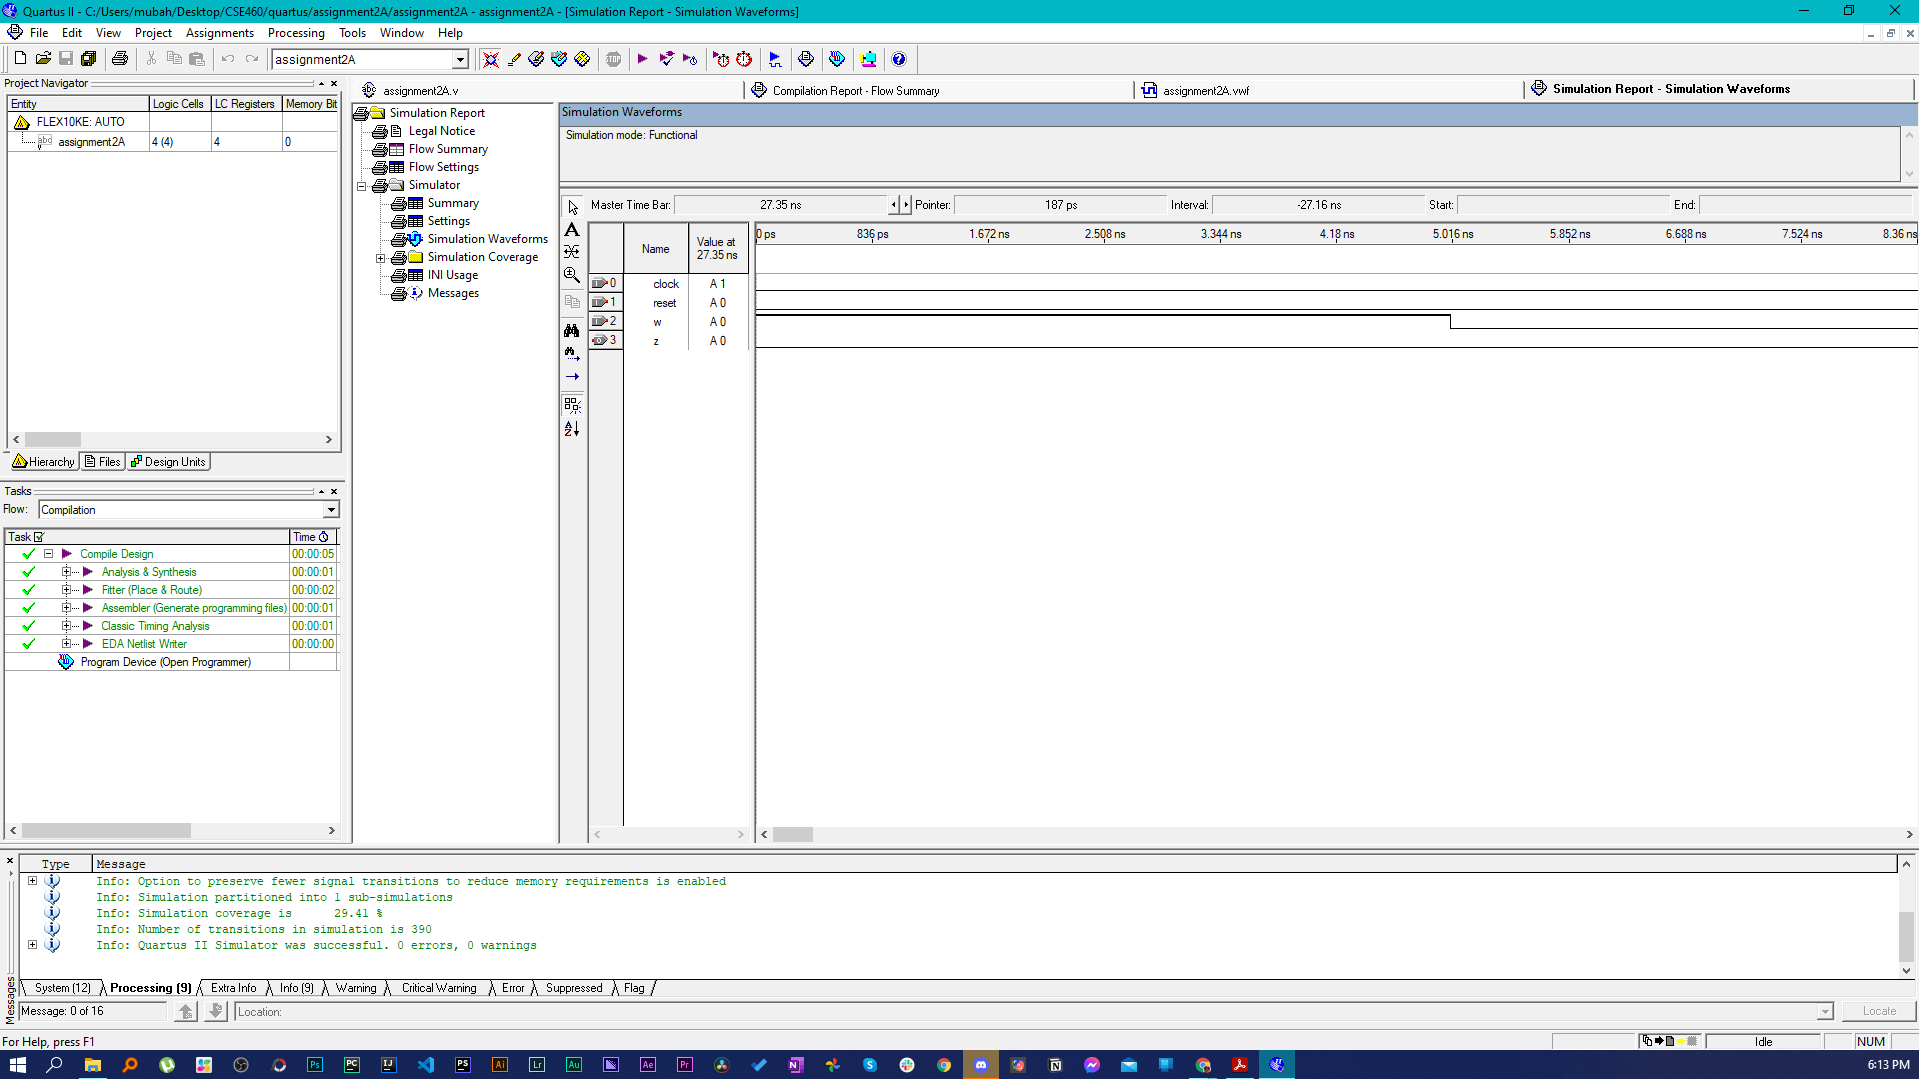 Quartus II - C:/Users/mubah/Desktop/CSE460/quartus/assignment2A/assignment2A - assignment2A - [Simulation Report - Simulation Waveforms]
File Edit View Project Assignments Processing Tools Window Help
assignment2A
Project Navigator
Entity Logic Cells LC Registers Memory Bit
FLEX10KE: AUTO
assignment2A 4 (4) 4 0
Hierarchy Files Design Units
Tasks
Flow: Compilation
Task Time
Compile Design 00:00:05
Analysis & Synthesis 00:00:01
Fitter (Place & Route) 00:00:02
Assembler (Generate programming files) 00:00:01
Classic Timing Analysis 00:00:01
EDA Netlist Writer 00:00:00
Program Device (Open Programmer)
assignment2A.v
Compilation Report - Flow Summary
assignment2A.vwf
Simulation Report - Simulation Waveforms
Simulation Report
Legal Notice
Flow Summary
Flow Settings
Simulator
Summary
Settings
Simulation Waveforms
Simulation Coverage
INI Usage
Messages
Simulation Waveforms
Simulation mode: Functional
Master Time Bar: 27.35 ns Pointer: 187 ps Interval: -27.16 ns Start: End:
Name Value at 27.35 ns
0 ps 836 ps 1.672 ns 2.508 ns 3.344 ns 4.18 ns 5.016 ns 5.852 ns 6.688 ns 7.524 ns 8.36 ns
0 clock A 1
1 reset A 0
2 w A 0
3 z A 0
Type Message
Info: Option to preserve fewer signal transitions to reduce memory requirements is enabled
Info: Simulation partitioned into 1 sub-simulations
Info: Simulation coverage is 29.41 %
Info: Number of transitions in simulation is 390
Info: Quartus II Simulator was successful. 0 errors, 0 warnings
System (12) Processing (9) Extra Info Info (9) Warning Critical Warning Error Suppressed Flag
Messages
Message: 0 of 16 Location: Locate
For Help, press F1 Idle NUM
6:13 PM